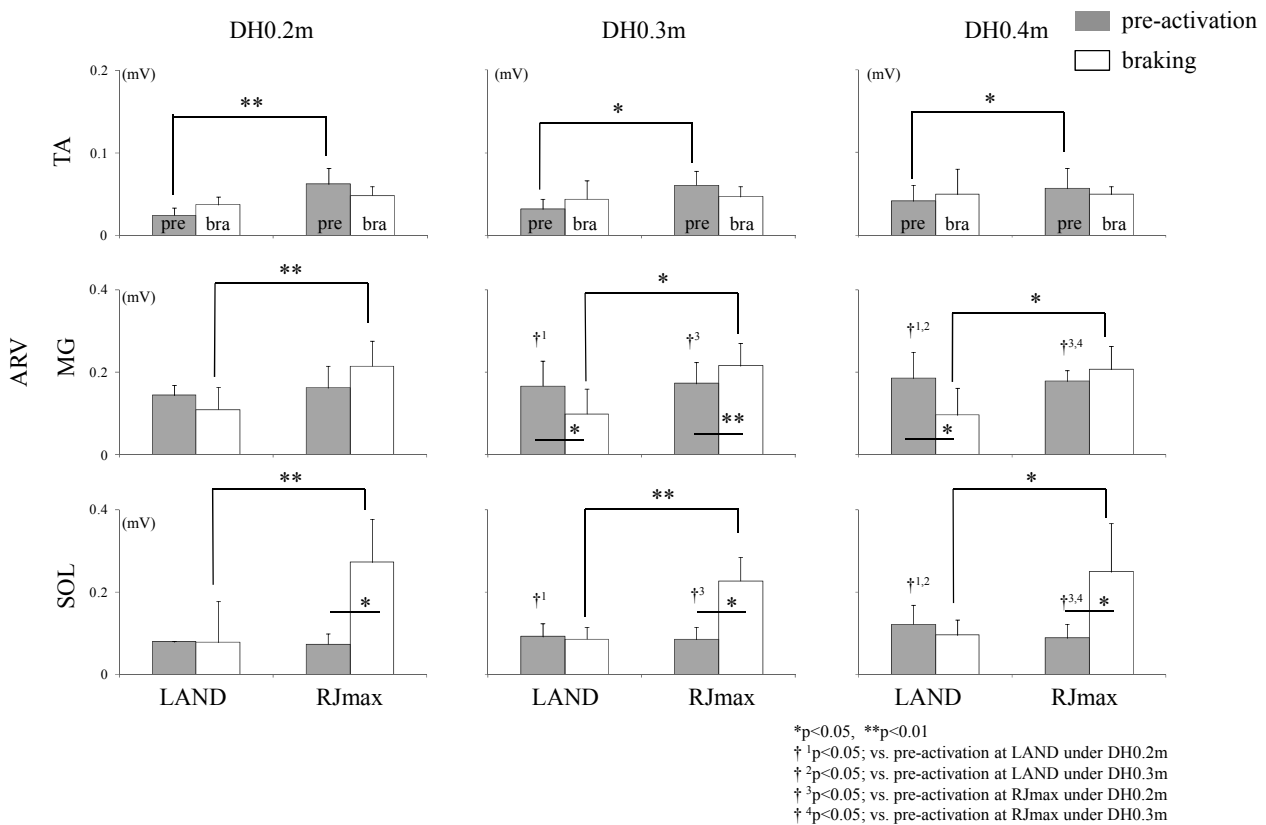 DH0.2m DH0.3m DH0.4m
pre-activation
braking
ARV
TA
0.2 (mV) (mV) (mV)
** * *
0.1
pre bra pre bra pre bra pre bra pre bra pre bra
0
MG
0.4 (mV)
** * *
†1 †3 †1,2 †3,4
0.2
* ** *
0
SOL
** ** *
0.4 (mV)
0.2
†1 †3 †1,2 †3,4
* * *
0
LAND RJmax LAND RJmax LAND RJmax
*p<0.05, **p<0.01
† 1p<0.05; vs. pre-activation at LAND under DH0.2m
† 2p<0.05; vs. pre-activation at LAND under DH0.3m
† 3p<0.05; vs. pre-activation at RJmax under DH0.2m
† 4p<0.05; vs. pre-activation at RJmax under DH0.3m